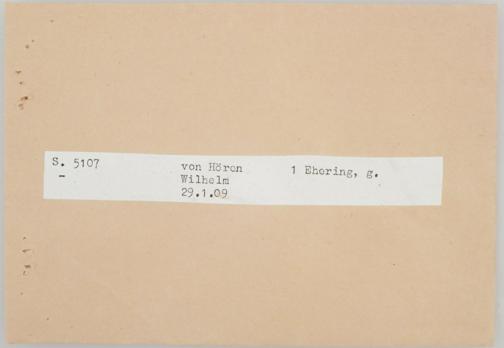 S. 5107 von Hören 1 Ehering, g.
- Wilhelm
29.1.09